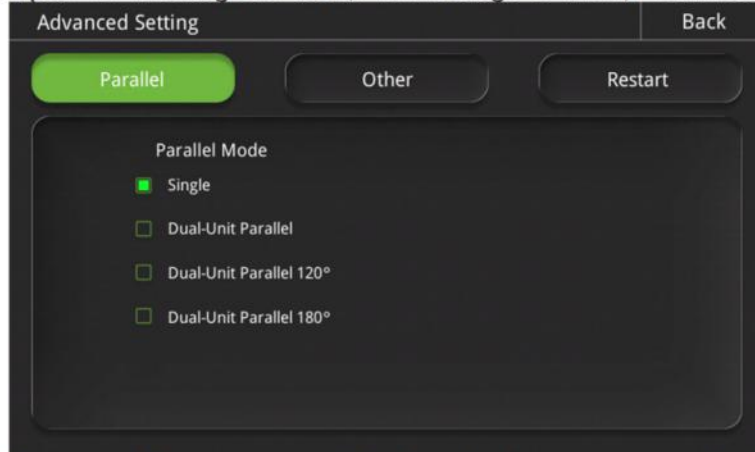 Advanced Setting Back
Parallel Other Restart
Parallel Mode
Single
Dual-Unit Parallel
Dual-Unit Parallel 120°
Dual-Unit Parallel 180°